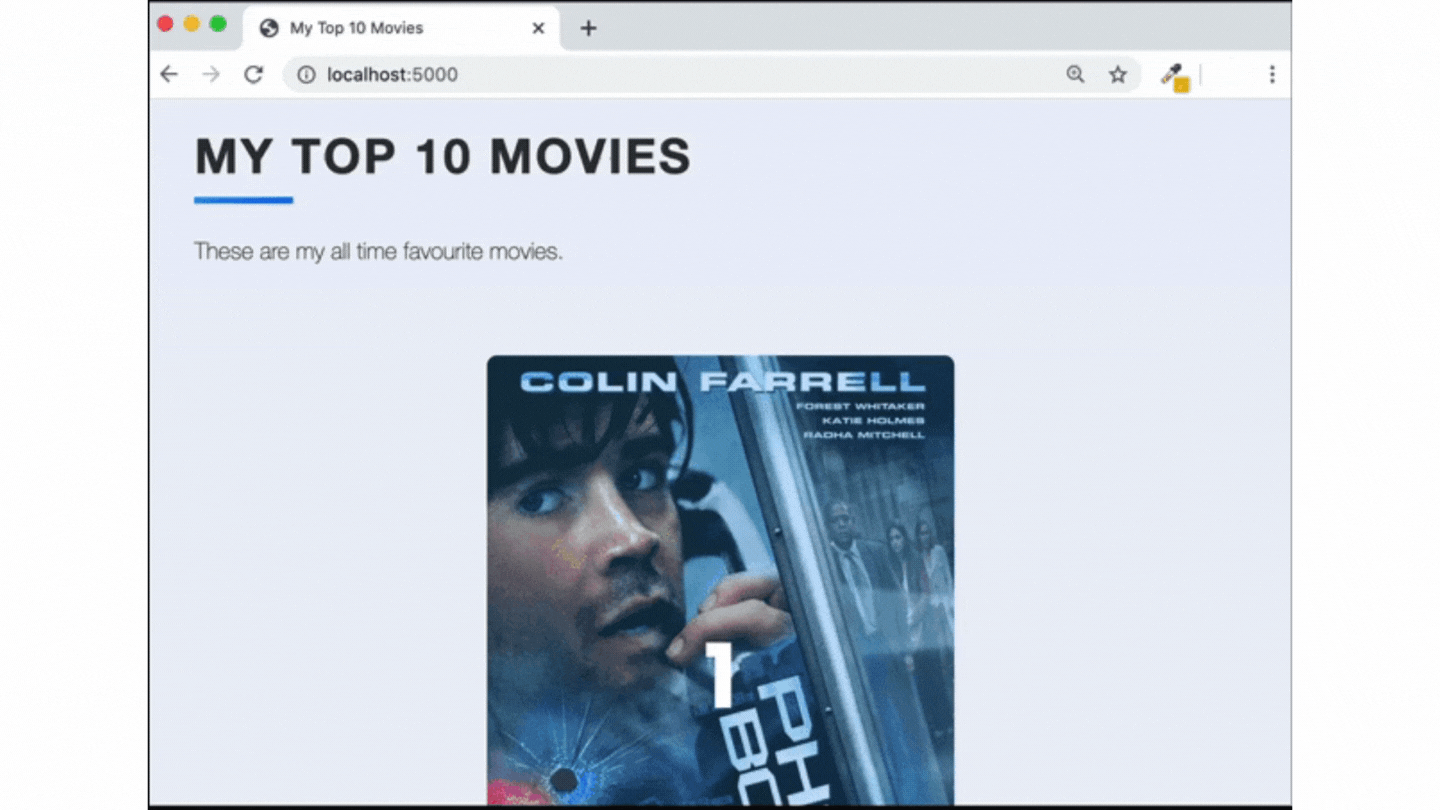 My Top 10 Movies
localhost:5000
MY TOP 10 MOVIES
These are my all time favourite movies.
COLIN FARRELL
FOREST WHITAKER
KATIE HOLMES
RADHA MITCHELL
1
PH
BO